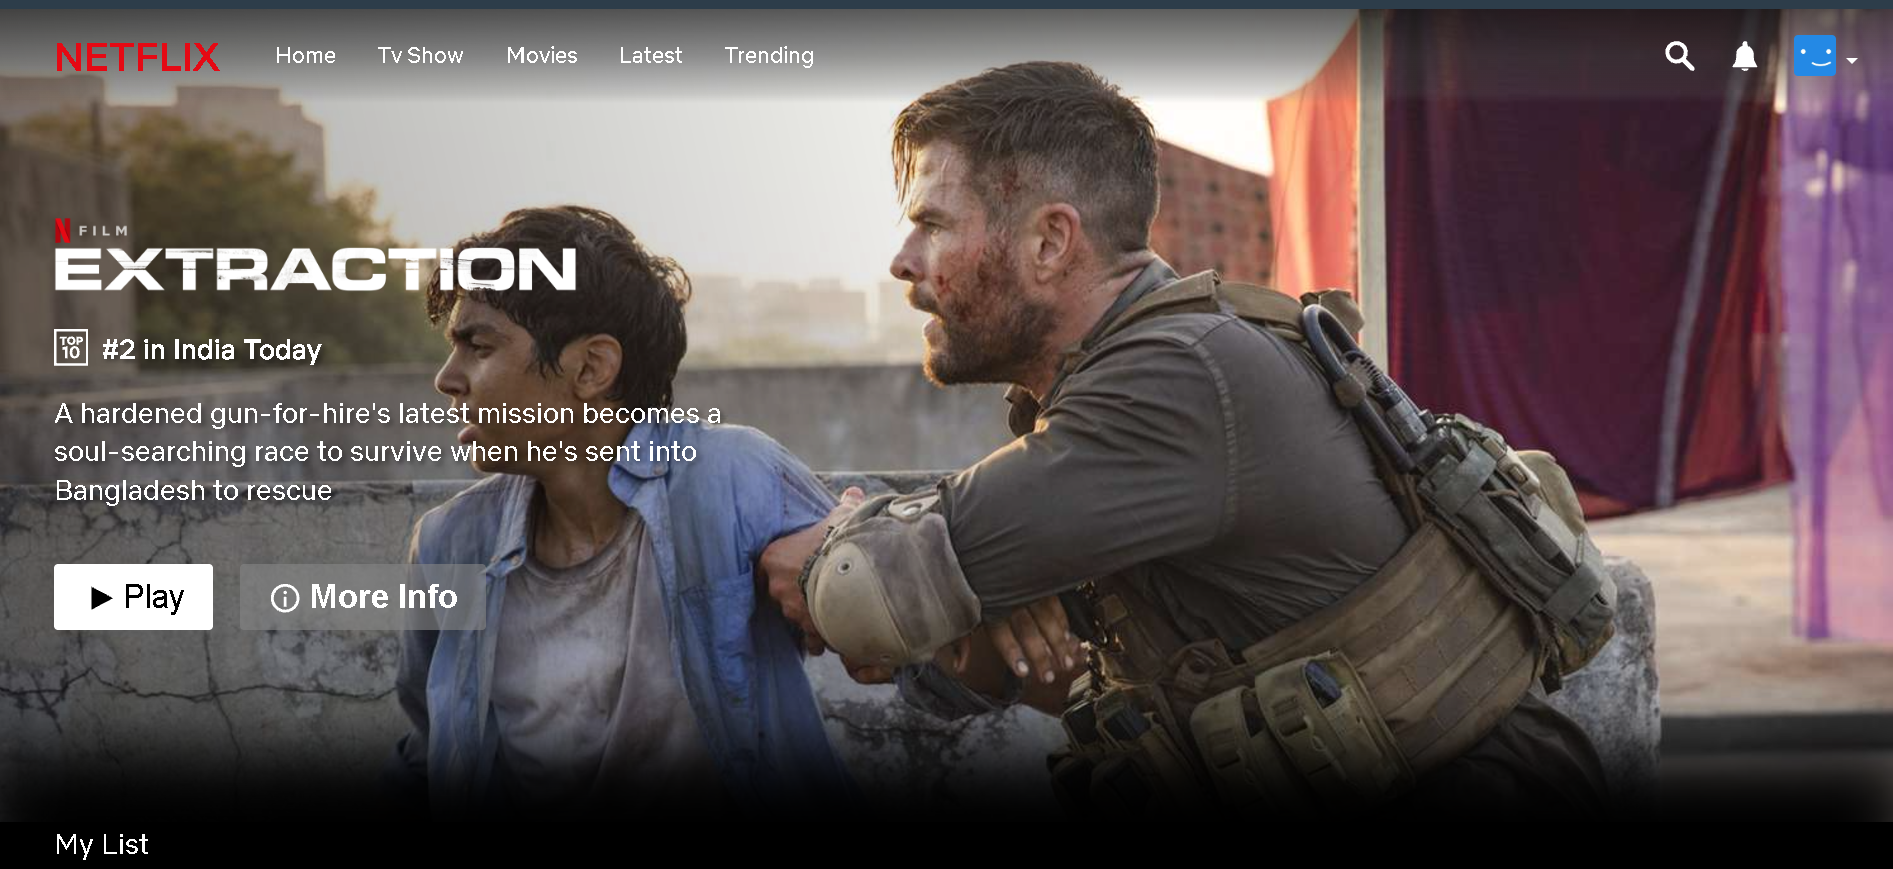 NETFLIX Home Tv Show Movies Latest Trending
N FILM
EXTRACTION
TOP
10
#2 in India Today
A hardened gun-for-hire's latest mission becomes a
soul-searching race to survive when he's sent into
Bangladesh to rescue
Play
More Info
My List